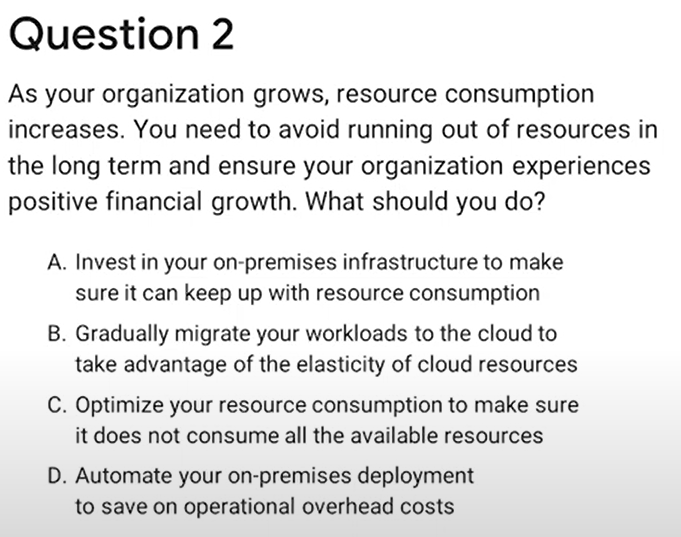 Question 2
As your organization grows, resource consumption
increases. You need to avoid running out of resources in
the long term and ensure your organization experiences
positive financial growth. What should you do?
A. Invest in your on-premises infrastructure to make
sure it can keep up with resource consumption
B. Gradually migrate your workloads to the cloud to
take advantage of the elasticity of cloud resources
C. Optimize your resource consumption to make sure
it does not consume all the available resources
D. Automate your on-premises deployment
to save on operational overhead costs